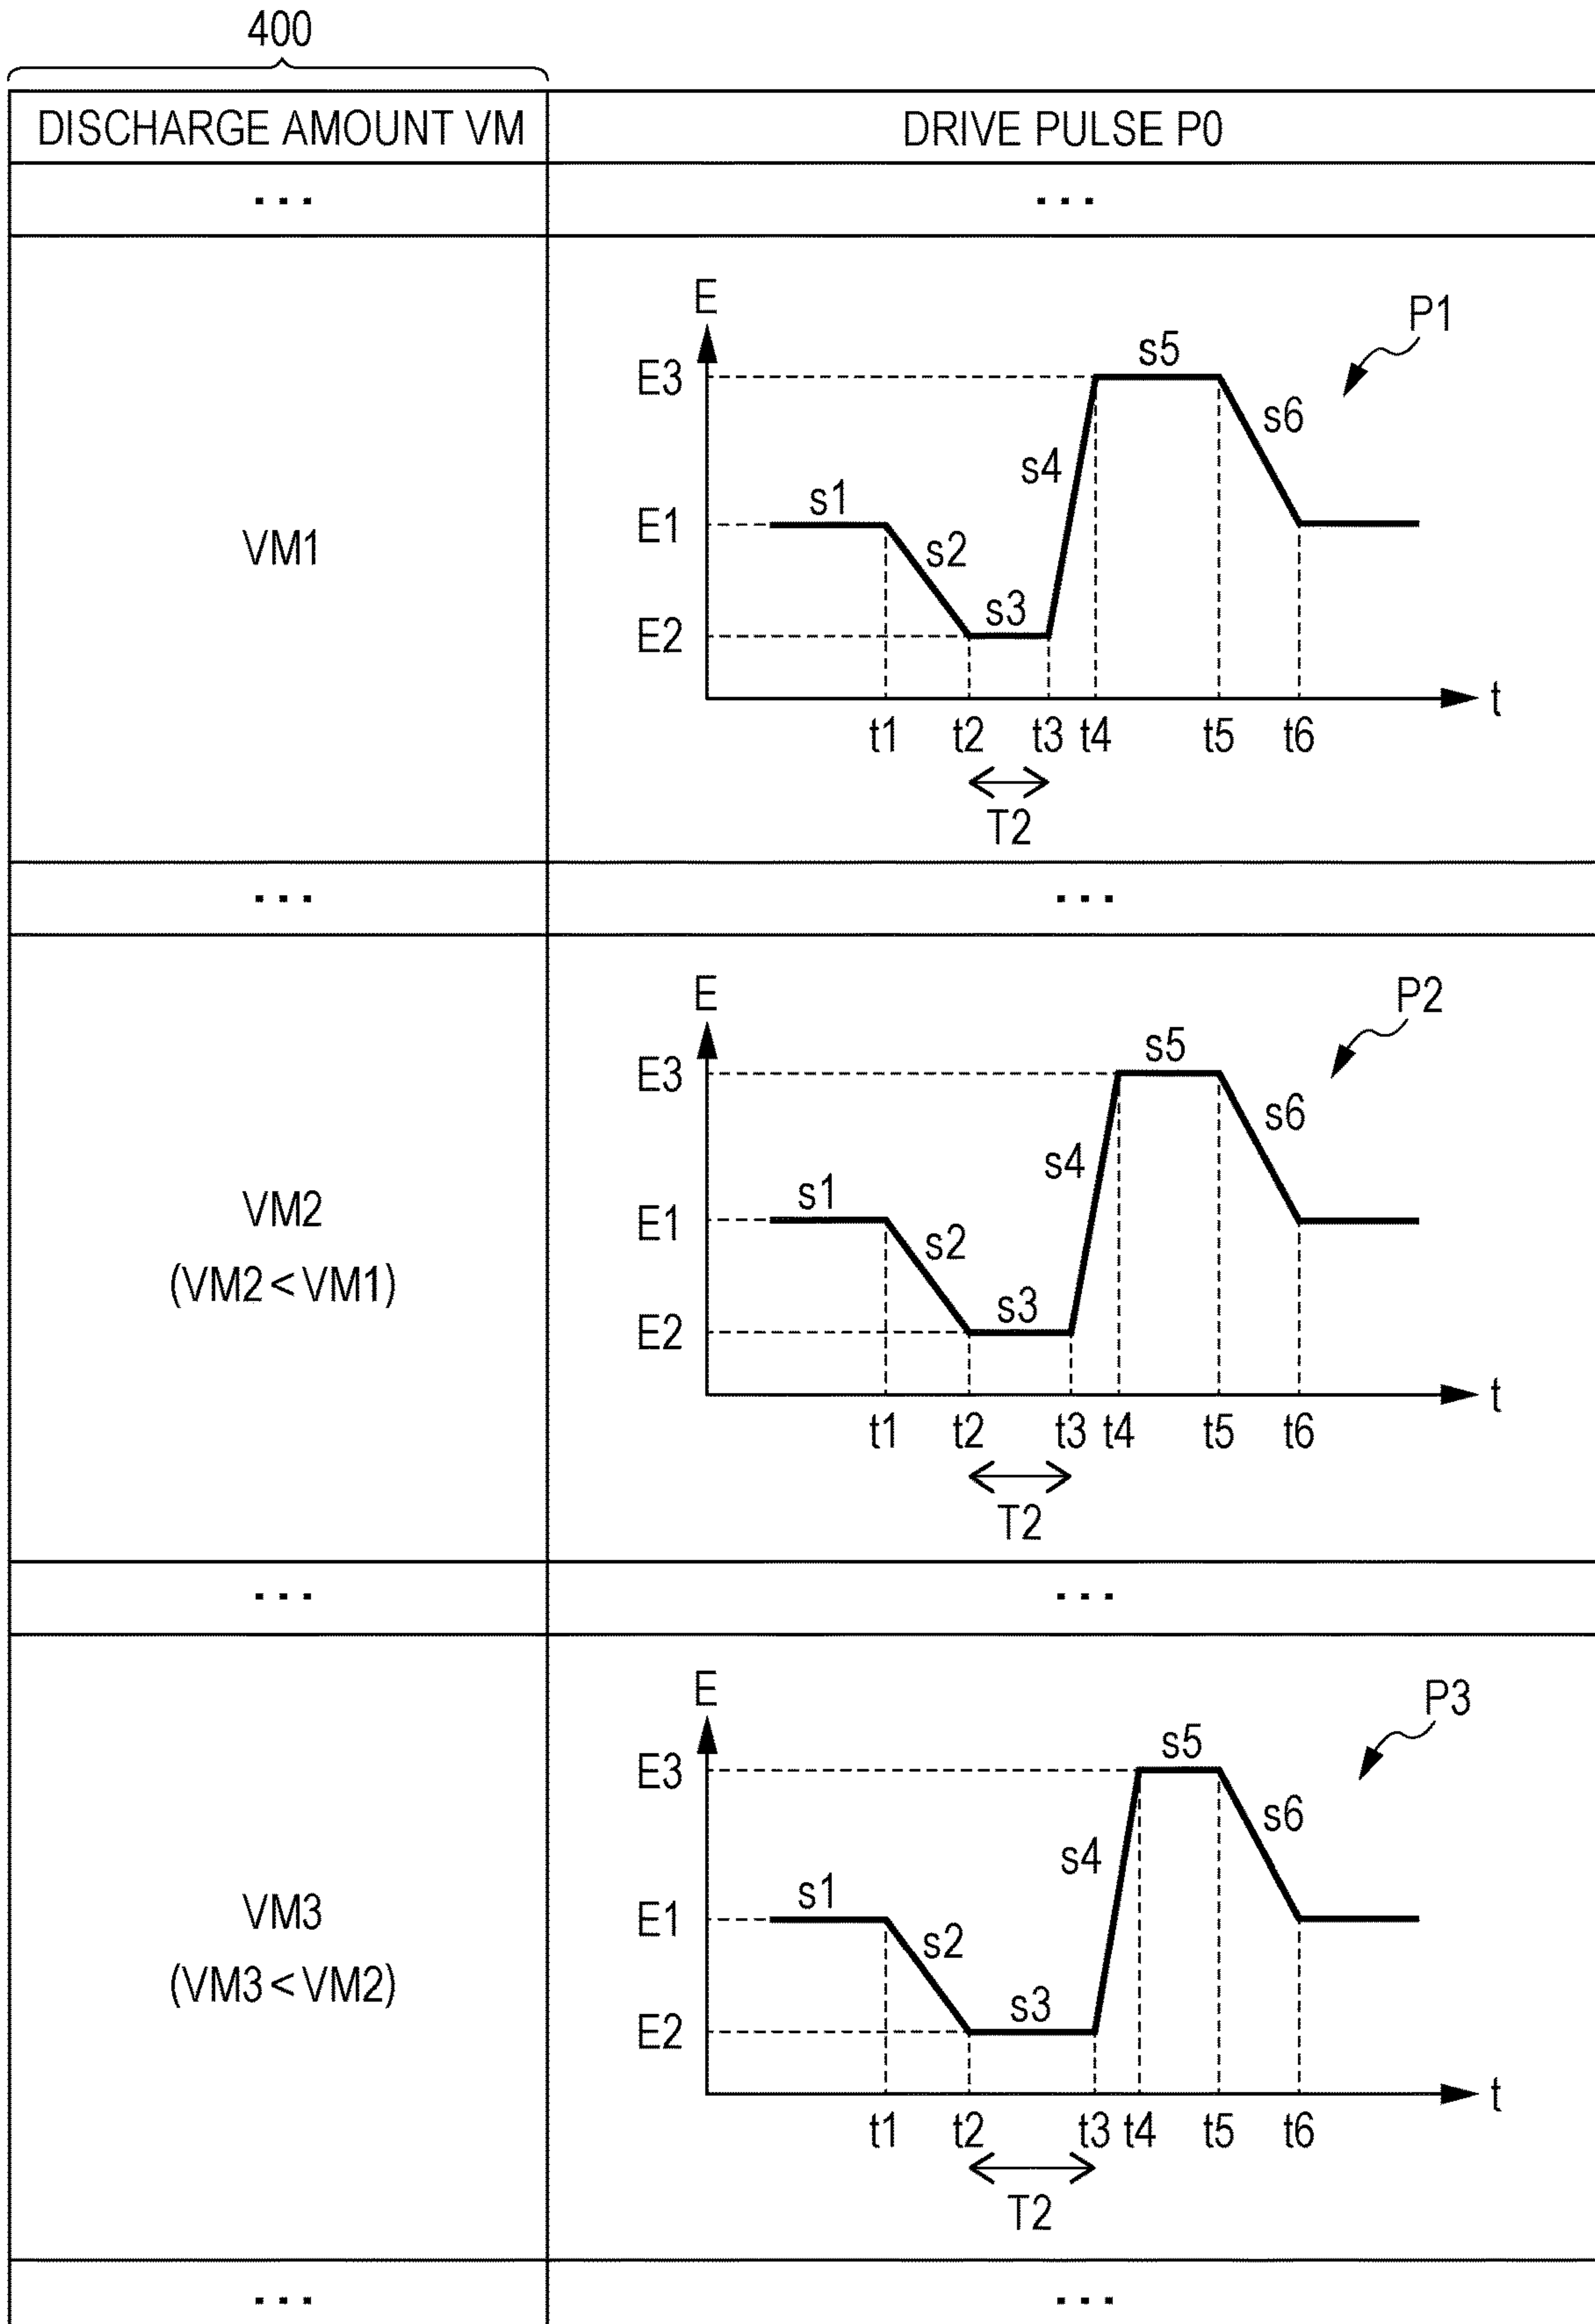 400
DISCHARGE AMOUNT VM
DRIVE PULSE P0
... ...
VM1
E
P1
E3
s5
s6
s4
s1
E1
s2
s3
E2
t
t1 t2 t3 t4 t5 t6
T2
... ...
VM2
(VM2 < VM1)
E
P2
E3
s5
s6
s4
s1
E1
s2
s3
E2
t
t1 t2 t3 t4 t5 t6
T2
... ...
VM3
(VM3 < VM2)
E
P3
E3
s5
s6
s4
s1
E1
s2
s3
E2
t
t1 t2 t3 t4 t5 t6
T2
... ...